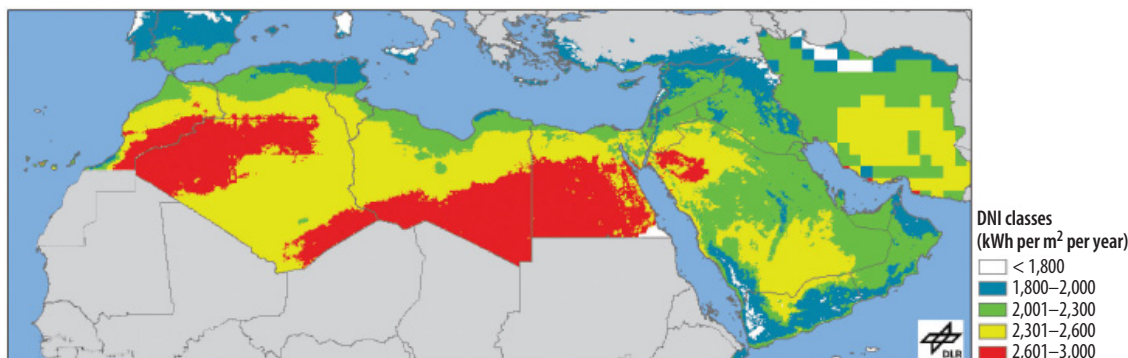 DNI classes
(kWh per m² per year)
< 1,800
1,800–2,000
2,001–2,300
2,301–2,600
2,601–3,000
DLR